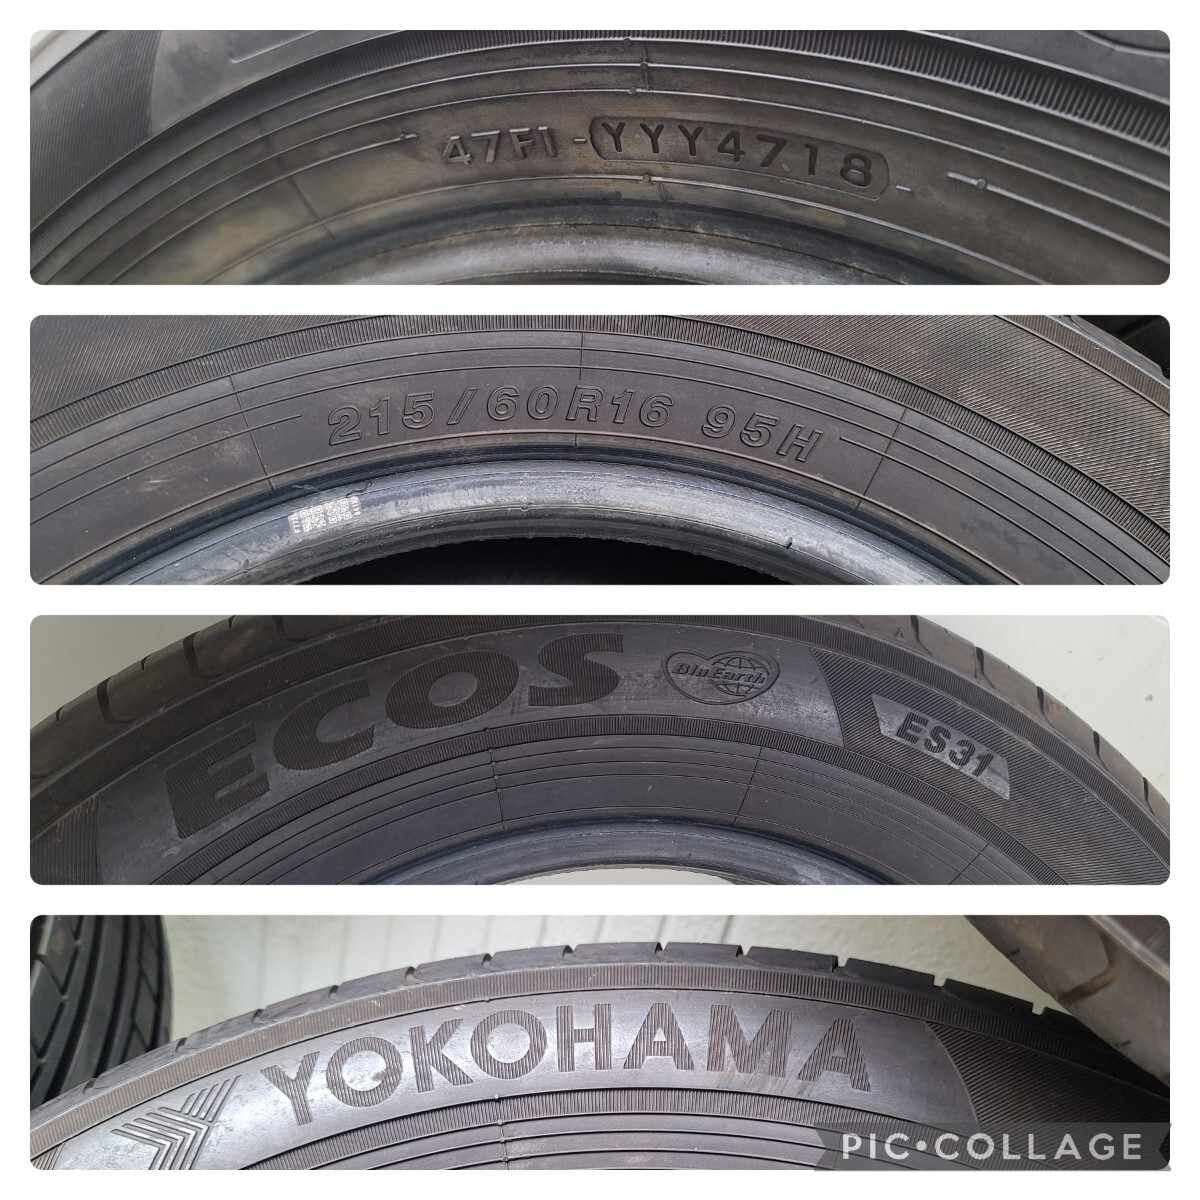 47F1 -YYY4718-
215/60R16 95H
ECOS BluEarth ES31
YOKOHAMA
PIC•COLLAGE